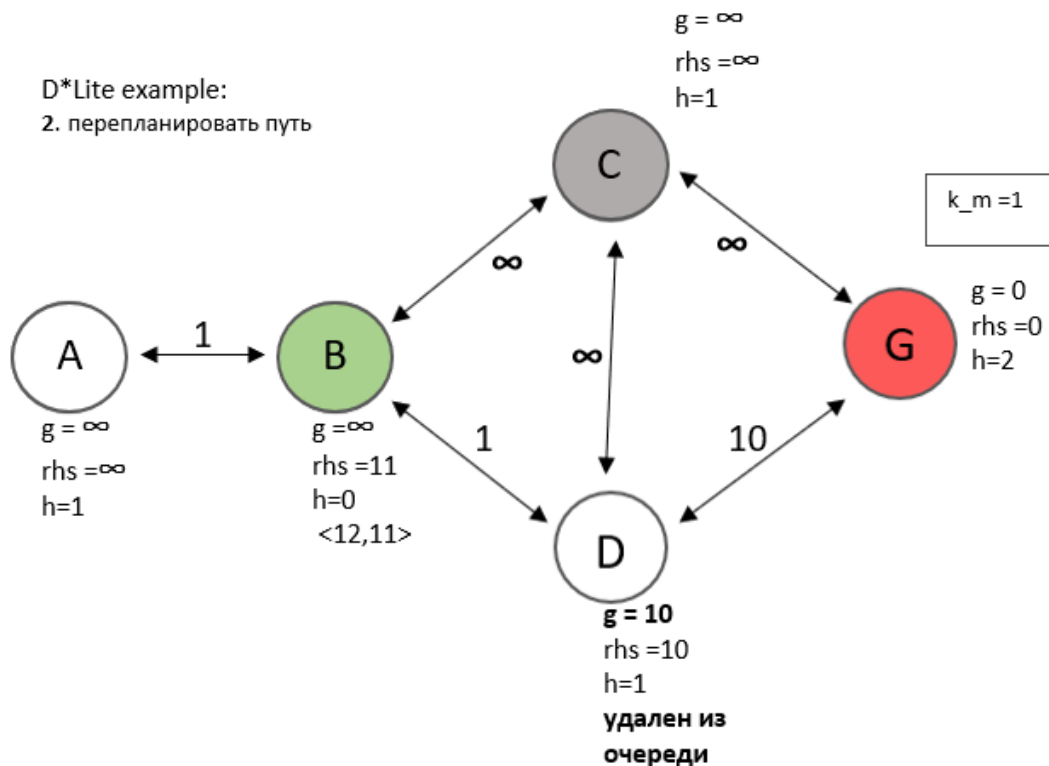 D*Lite example:
2. перепланировать путь
g = ∞
rhs =∞
h=1
C
k_m =1
∞
∞
g = 0
rhs =0
h=2
G
A
1
B
∞
g = ∞
rhs =∞
h=1
g =∞
rhs =11
h=0
<12,11>
1
10
D
g = 10
rhs =10
h=1
удален из
очереди